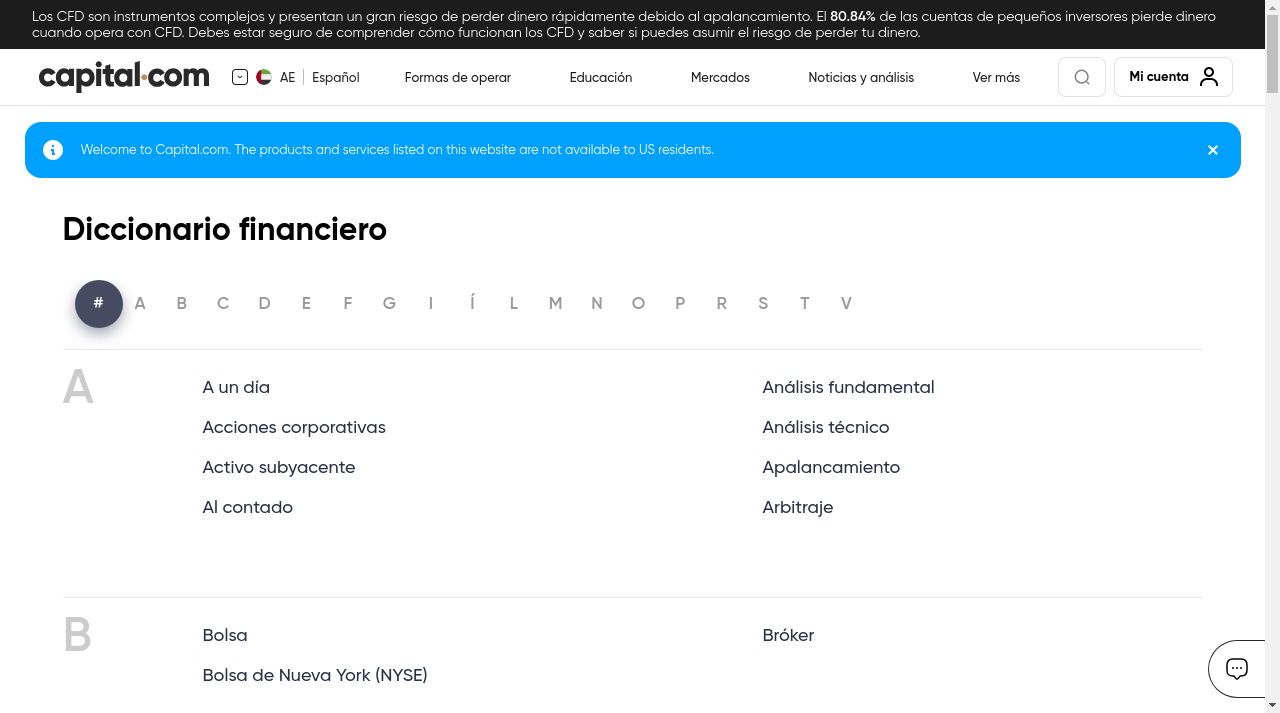 Los CFD son instrumentos complejos y presentan un gran riesgo de perder dinero rápidamente debido al apalancamiento. El 80.84% de las cuentas de pequeños inversores pierde dinero
cuando opera con CFD. Debes estar seguro de comprender cómo funcionan los CFD y saber si puedes asumir el riesgo de perder tu dinero.
capital.com AE Español Formas de operar Educación Mercados Noticias y análisis Ver más Mi cuenta
Welcome to Capital.com. The products and services listed on this website are not available to US residents.
Diccionario financiero
# A B C D E F G I Í L M N O P R S T V
A
A un día
Acciones corporativas
Activo subyacente
Al contado
Análisis fundamental
Análisis técnico
Apalancamiento
Arbitraje
B
Bolsa
Bolsa de Nueva York (NYSE)
Bróker